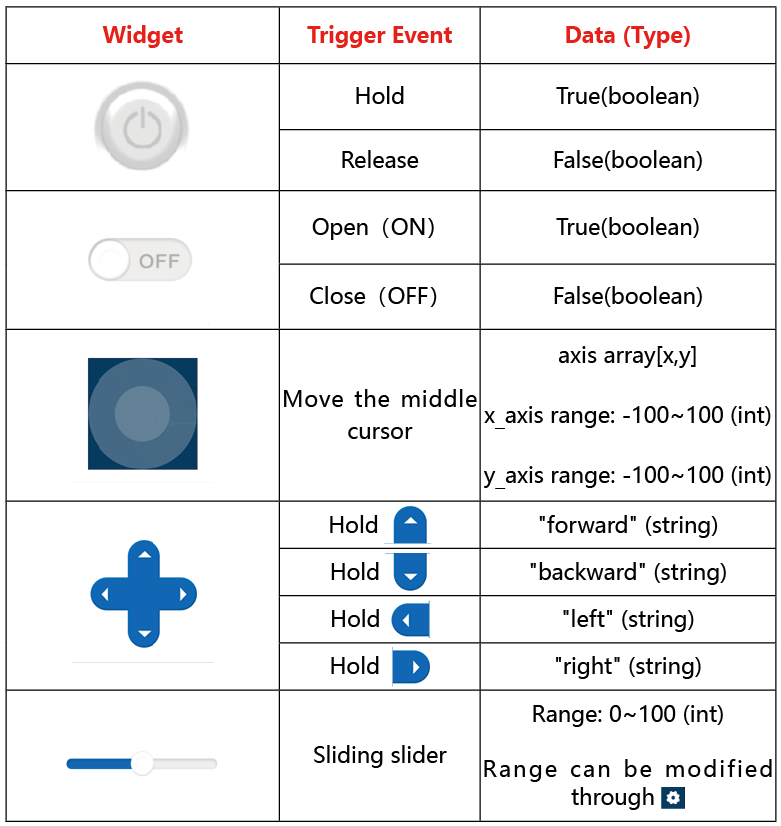 Widget
Trigger Event
Data (Type)
Hold
True(boolean)
Release
False(boolean)
OFF
Open（ON）
True(boolean)
Close（OFF）
False(boolean)
Move the middle
cursor
axis array[x,y]
x_axis range: -100~100 (int)
y_axis range: -100~100 (int)
Hold
"forward" (string)
Hold
"backward" (string)
Hold
"left" (string)
Hold
"right" (string)
Sliding slider
Range: 0~100 (int)
Range can be modified
through